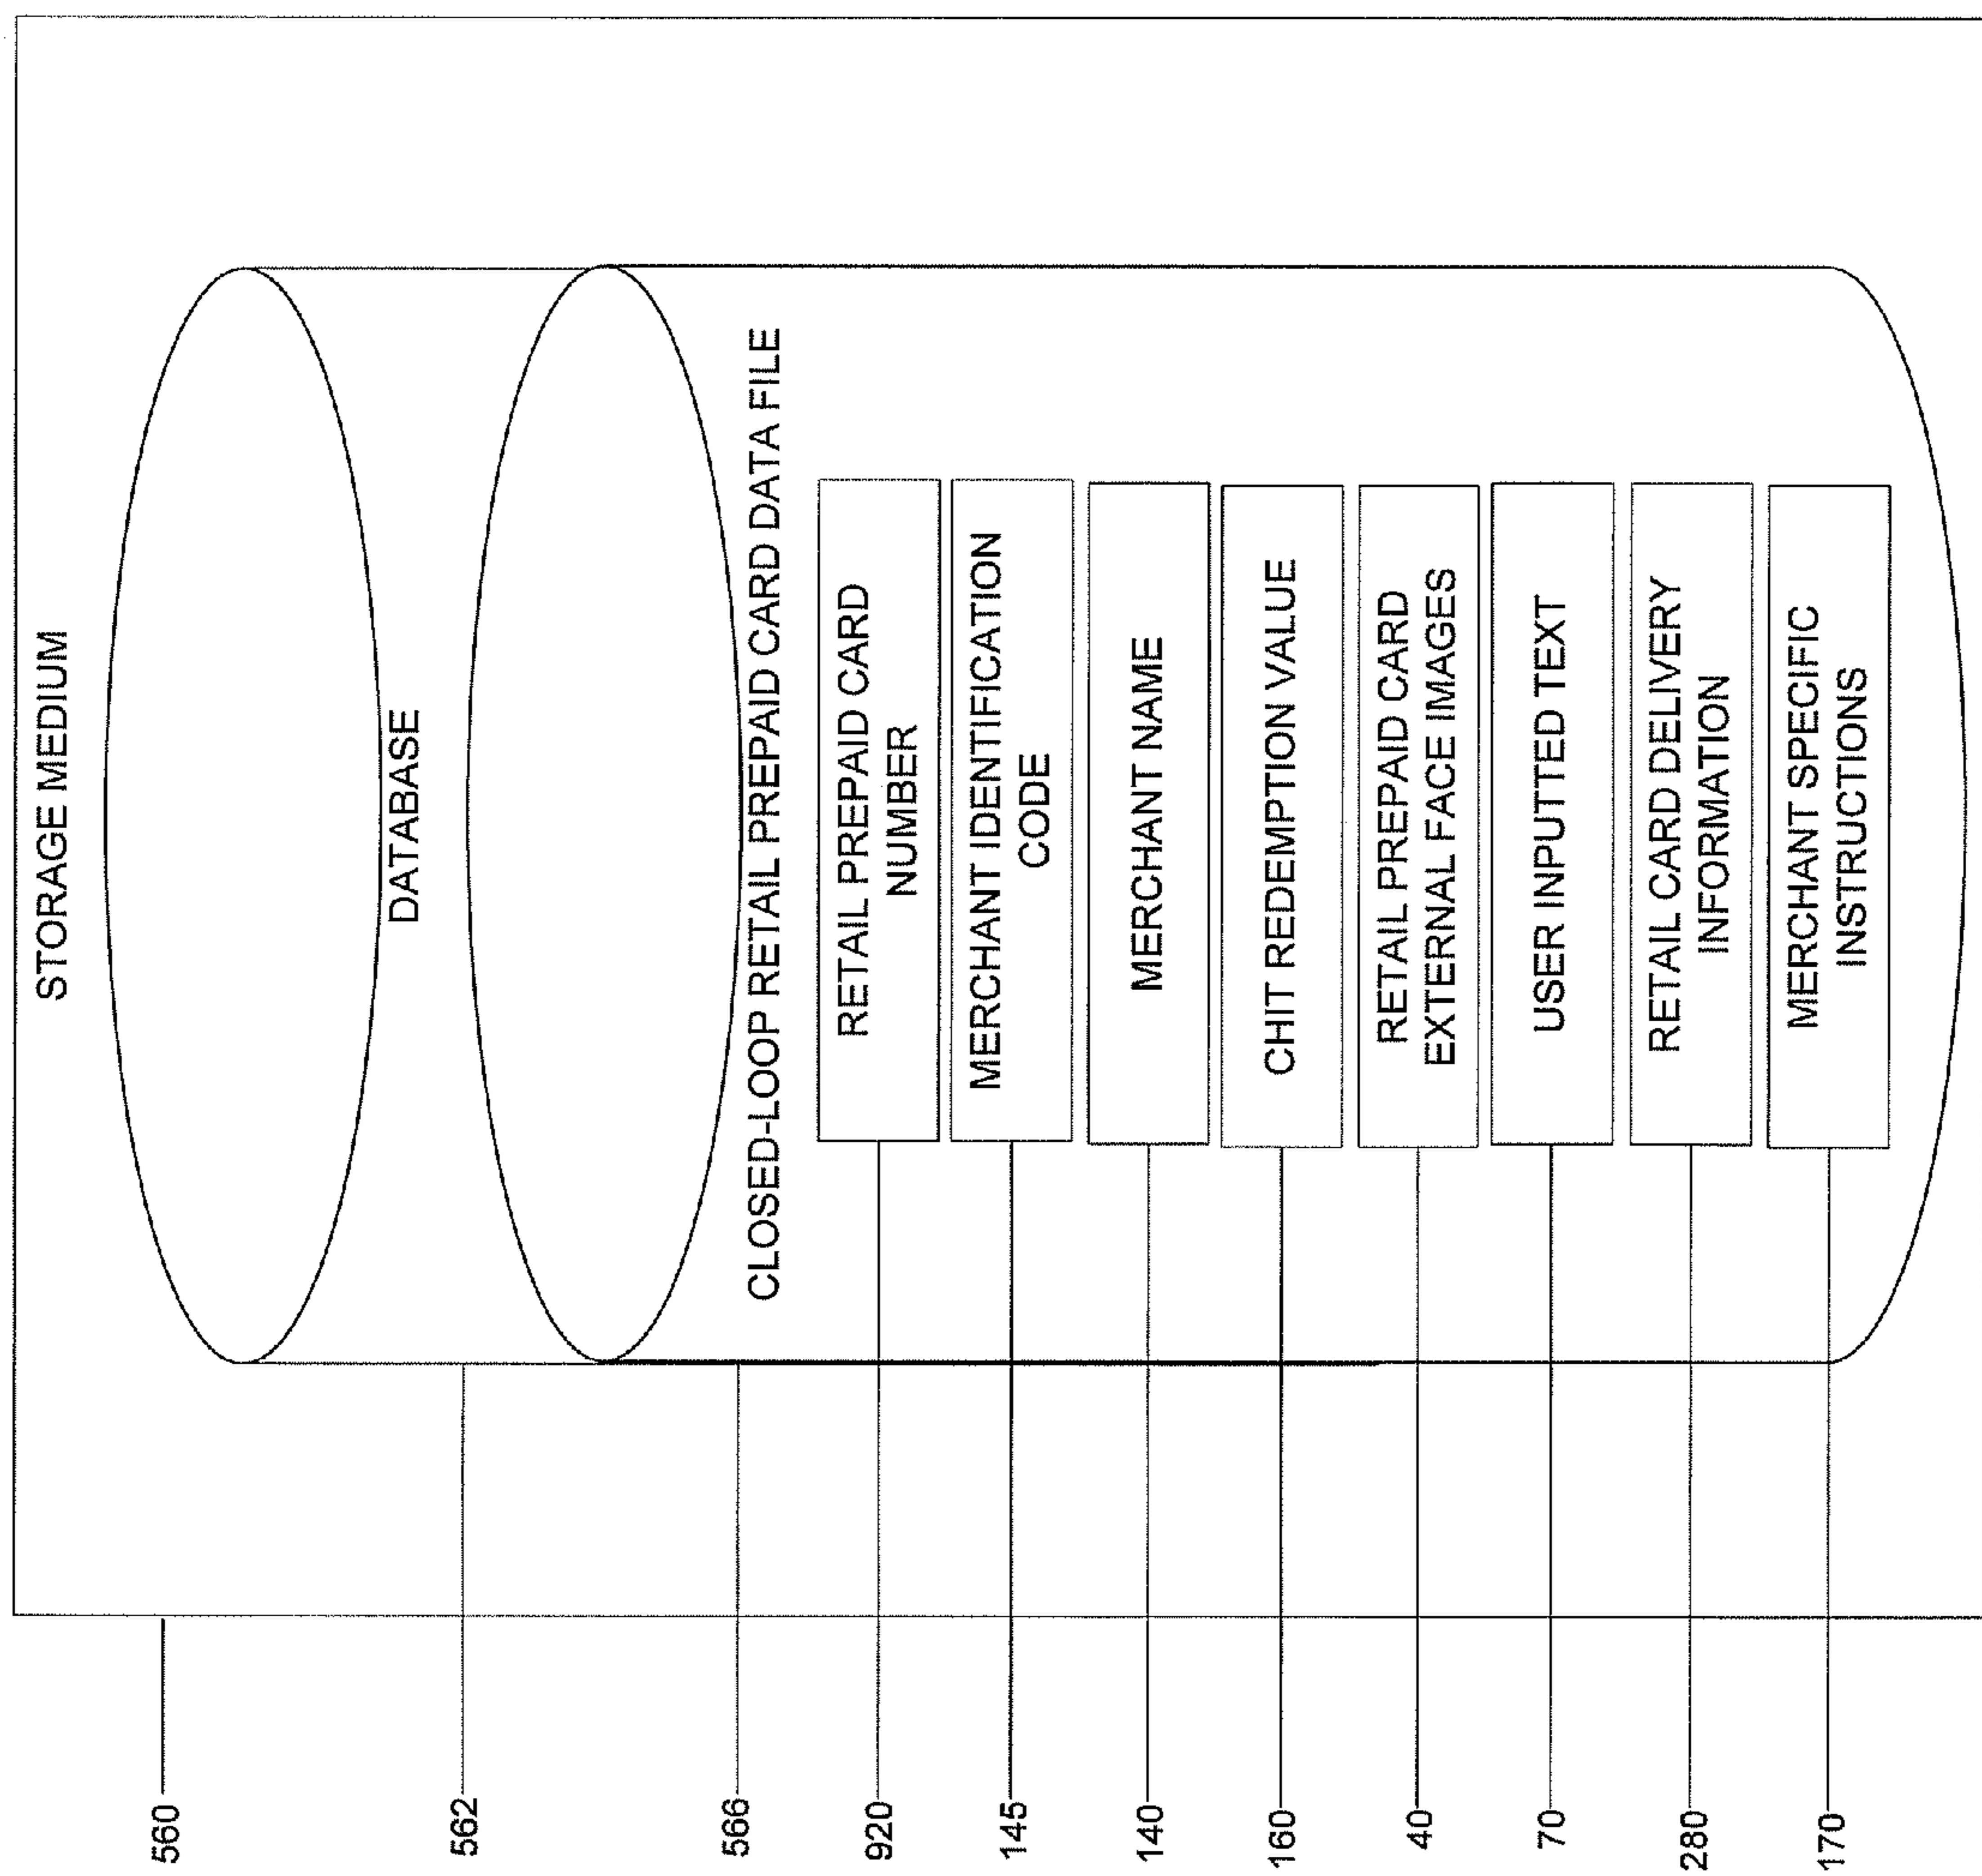 STORAGE MEDIUM
560
DATABASE
562
CLOSED-LOOP RETAIL PREPAID CARD DATA FILE
566
920
RETAIL PREPAID CARD
NUMBER
145
MERCHANT IDENTIFICATION
CODE
140
MERCHANT NAME
160
CHIT REDEMPTION VALUE
40
RETAIL PREPAID CARD
EXTERNAL FACE IMAGES
70
USER INPUTTED TEXT
280
RETAIL CARD DELIVERY
INFORMATION
170
MERCHANT SPECIFIC
INSTRUCTIONS